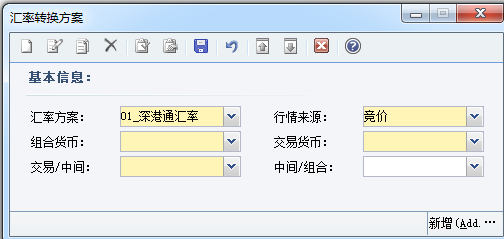 汇率转换方案
基本信息：
汇率方案： 01_深港通汇率 行情来源： 竞价
组合货币： 交易货币：
交易/中间： 中间/组合：
新增(Add. ...